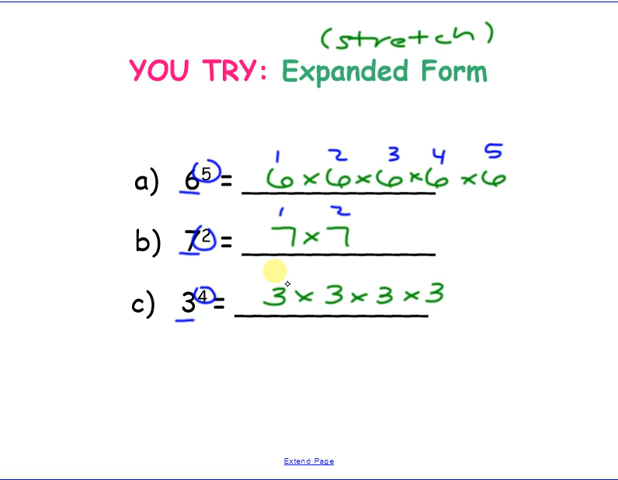 (stretch)
YOU TRY: Expanded Form
1 2 3 4 5
a) 6⁵ = 6 × 6 × 6 × 6 × 6
1 2
b) 7² = 7 × 7
c) 3⁴ = 3 × 3 × 3 × 3
Extend Page